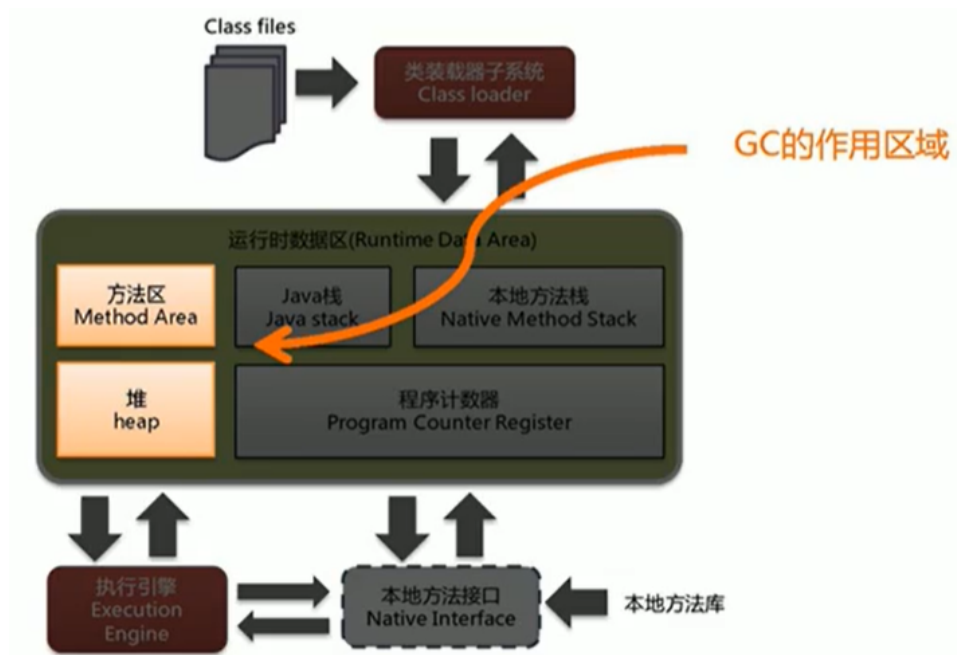 Class files
类装载器子系统
Class loader
GC的作用区域
运行时数据区(Runtime Data Area)
方法区
Method Area
Java栈
Java stack
本地方法栈
Native Method Stack
堆
heap
程序计数器
Program Counter Register
执行引擎
Execution
Engine
本地方法接口
Native Interface
本地方法库